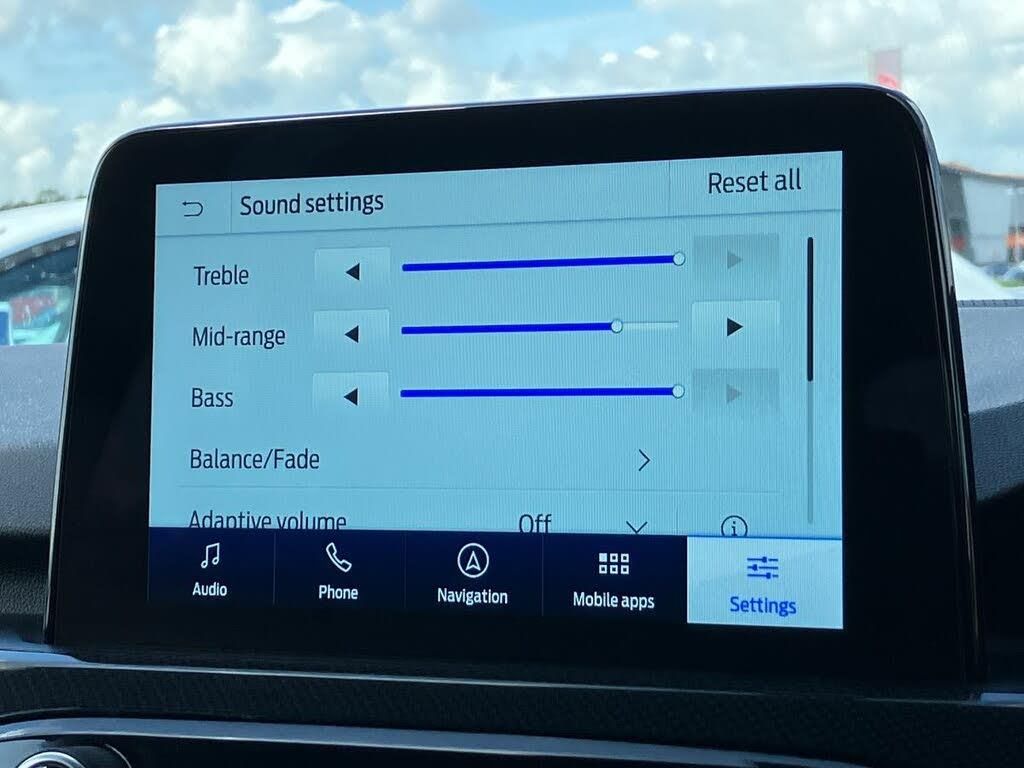 Sound settings
Reset all
Treble
Mid-range
Bass
Balance/Fade
Adaptive volume Off
Audio
Phone
Navigation
Mobile apps
Settings